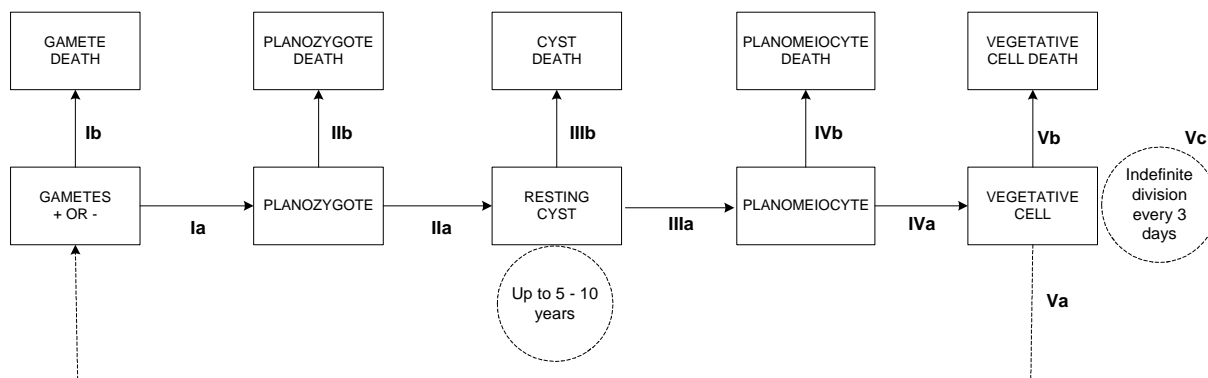 GAMETE
DEATH
PLANOZYGOTE
DEATH
CYST
DEATH
PLANOMEIOCYTE
DEATH
VEGETATIVE
CELL DEATH
Ib
IIb
IIIb
IVb
Vb
Vc
GAMETES
+ OR -
Ia
PLANOZYGOTE
IIa
RESTING
CYST
IIIa
PLANOMEIOCYTE
IVa
VEGETATIVE
CELL
Indefinite
division
every 3
days
Up to 5 - 10
years
Va